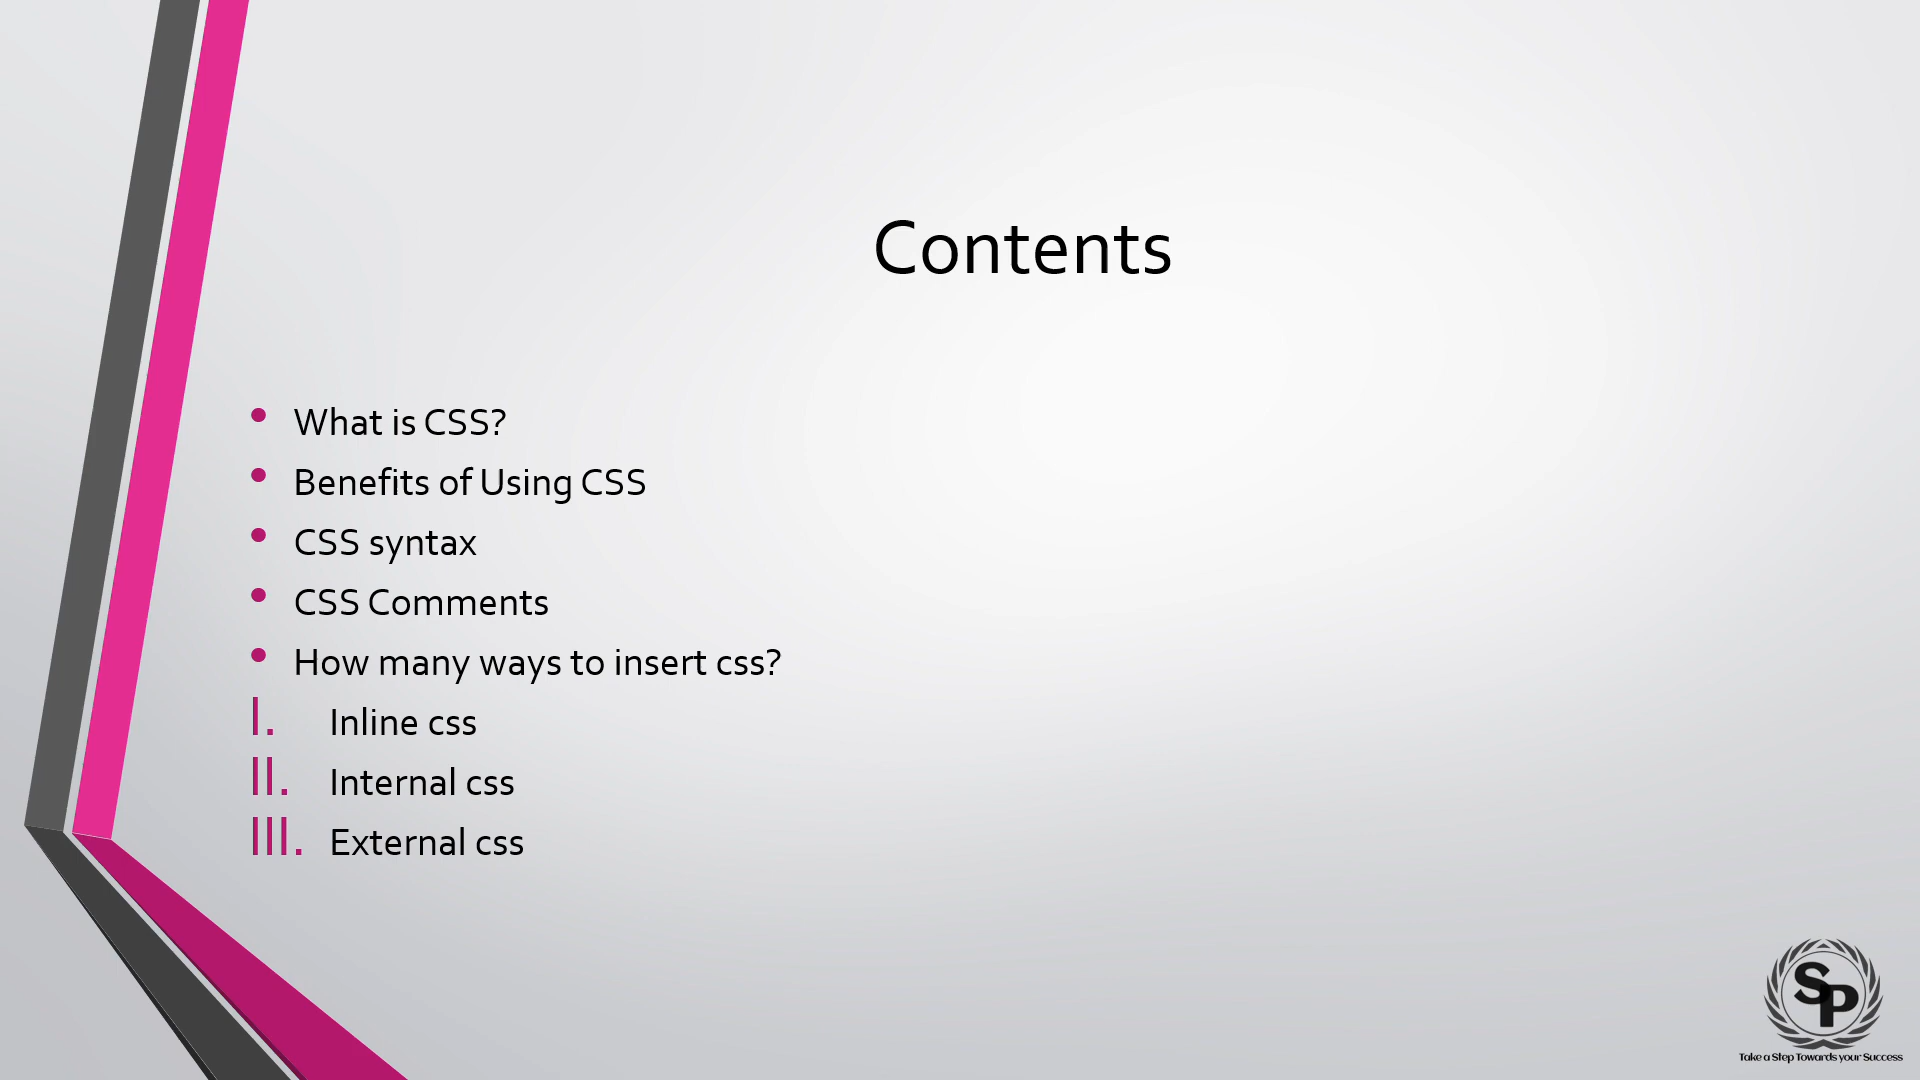 Contents
• What is CSS?
• Benefits of Using CSS
• CSS syntax
• CSS Comments
• How many ways to insert css?
I. Inline css
II. Internal css
III. External css
SP
Take a Step Towards your Success